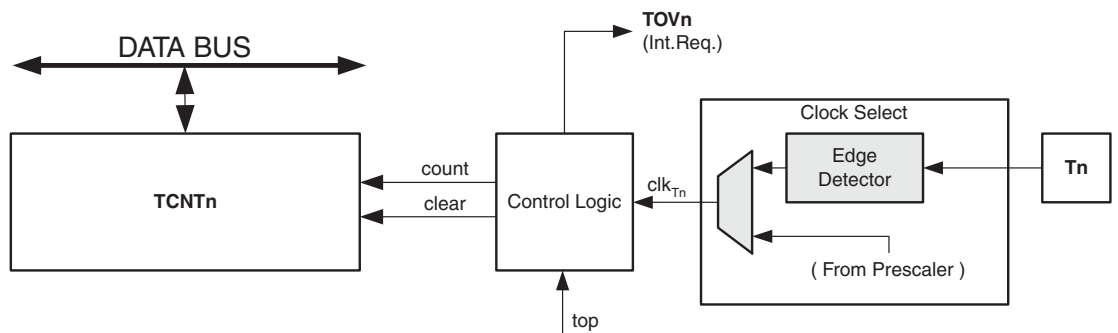 TOVn
(Int.Req.)
DATA BUS
Clock Select
Edge
Detector
Tn
TCNTn
count
clear
Control Logic
clkTn
( From Prescaler )
top